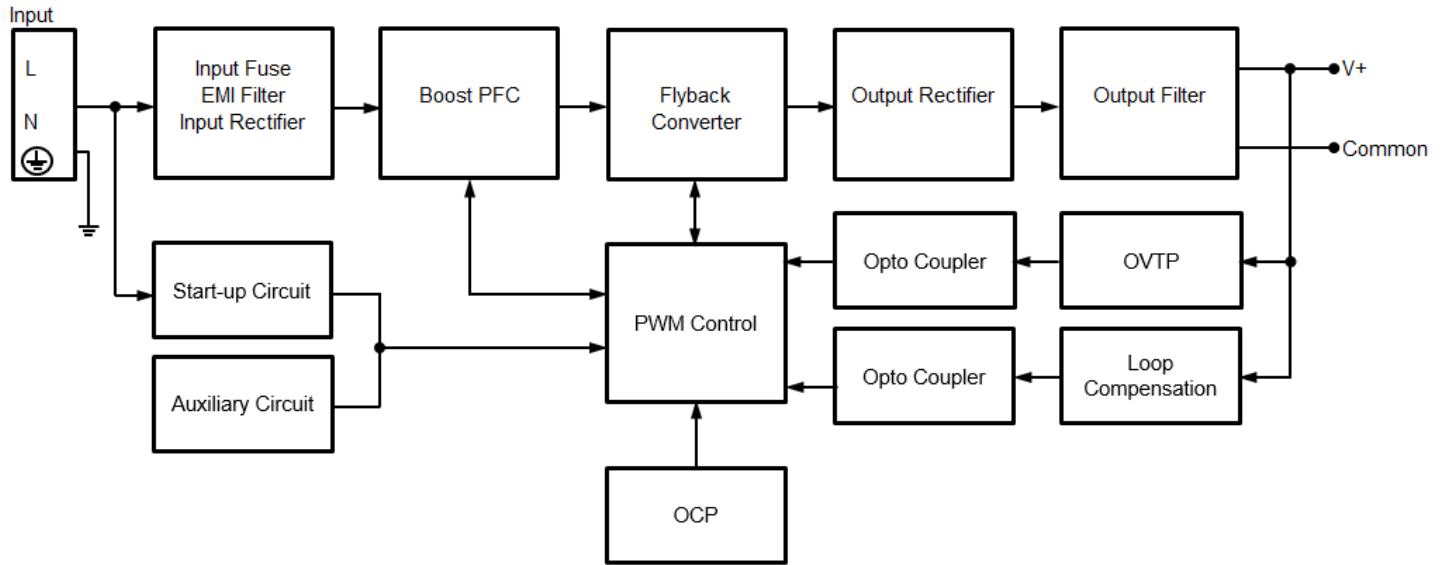 Input
L
N
Input Fuse
EMI Filter
Input Rectifier
Boost PFC
Flyback
Converter
Output Rectifier
Output Filter
V+
Common
Start-up Circuit
Auxiliary Circuit
PWM Control
Opto Coupler
OVTP
Opto Coupler
Loop
Compensation
OCP